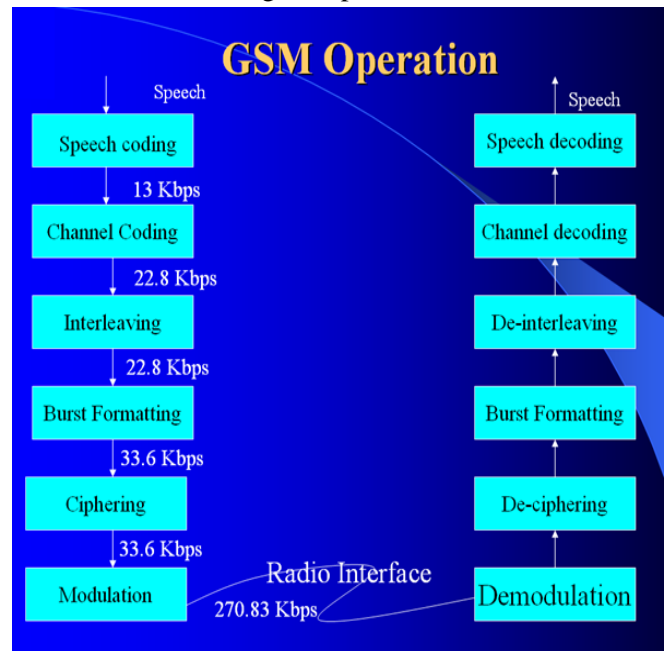 GSM Operation
Speech
Speech coding
13 Kbps
Channel Coding
22.8 Kbps
Interleaving
22.8 Kbps
Burst Formatting
33.6 Kbps
Ciphering
33.6 Kbps
Modulation
Radio Interface
270.83 Kbps
Speech
Speech decoding
Channel decoding
De-interleaving
Burst Formatting
De-ciphering
Demodulation